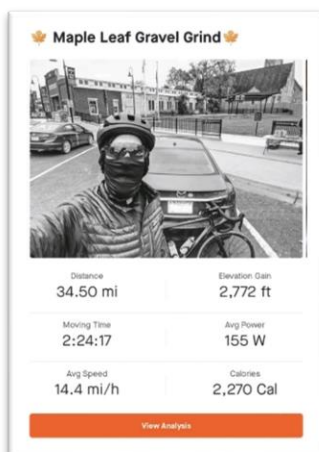 🍁 Maple Leaf Gravel Grind 🍁
Distance
34.50 mi
Elevation Gain
2,772 ft
Moving Time
2:24:17
Avg Power
155 W
Avg Speed
14.4 mi/h
Calories
2,270 Cal
View Analysis